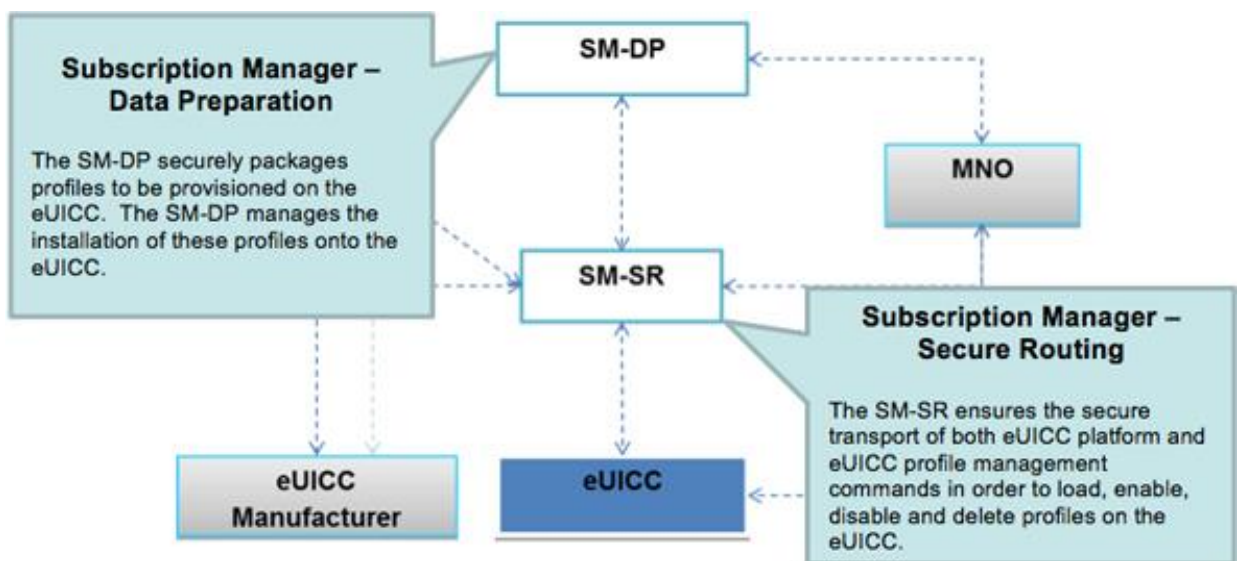 SM-DP
Subscription Manager –
Data Preparation
The SM-DP securely packages
profiles to be provisioned on the
eUICC. The SM-DP manages the
installation of these profiles onto the
eUICC.
MNO
SM-SR
Subscription Manager –
Secure Routing
The SM-SR ensures the secure
transport of both eUICC platform and
eUICC profile management
commands in order to load, enable,
disable and delete profiles on the
eUICC.
eUICC
Manufacturer
eUICC